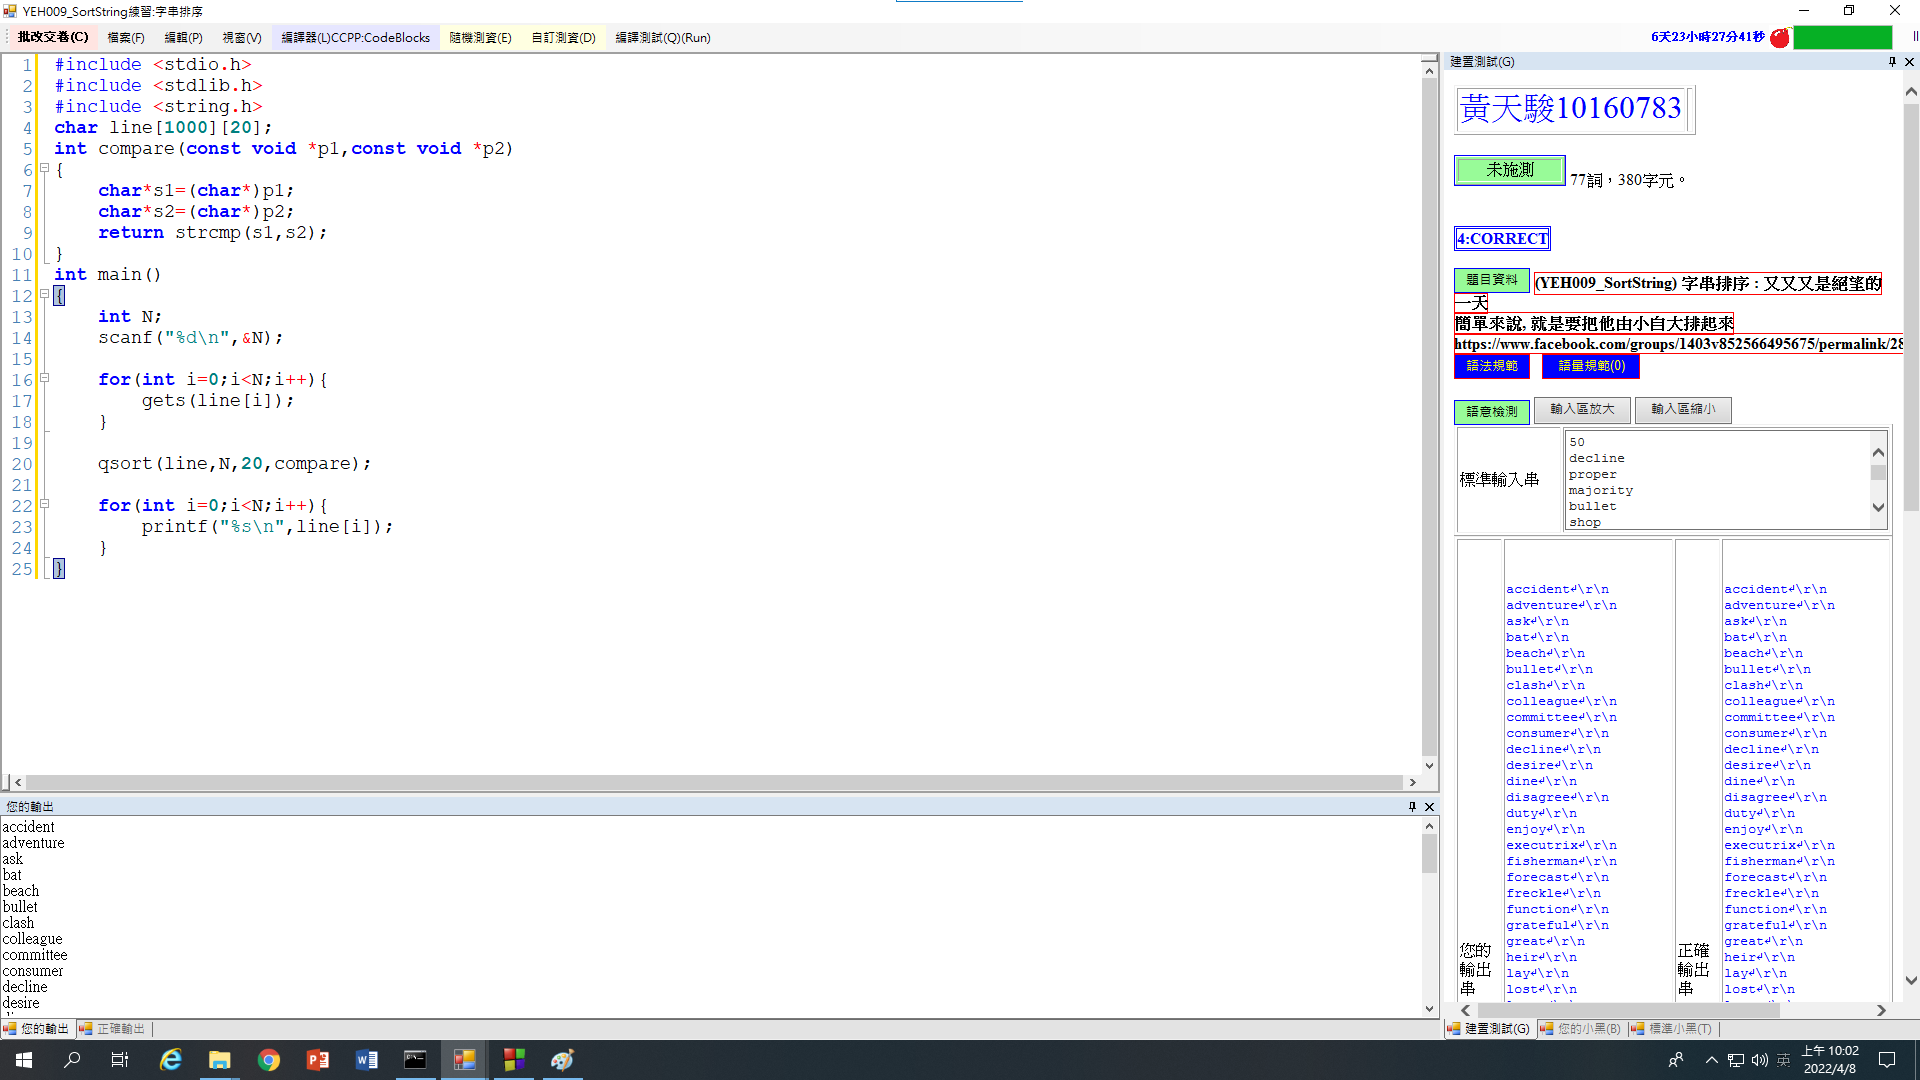 YEH009_SortString練習:字串排序
批改交卷(C) 檔案(F) 編輯(P) 視窗(V) 編譯器(L)CCPP:CodeBlocks 隨機測資(E) 自訂測資(D) 編譯測試(Q)(Run)
6天23小時27分41秒
1 #include <stdio.h>
2 #include <stdlib.h>
3 #include <string.h>
4 char line[1000][20];
5 int compare(const void *p1,const void *p2)
6 {
7 char*s1=(char*)p1;
8 char*s2=(char*)p2;
9 return strcmp(s1,s2);
10 }
11 int main()
12 {
13 int N;
14 scanf("%d\n",&N);
15
16 for(int i=0;i<N;i++){
17 gets(line[i]);
18 }
19
20 qsort(line,N,20,compare);
21
22 for(int i=0;i<N;i++){
23 printf("%s\n",line[i]);
24 }
25 }
您的輸出
accident
adventure
ask
bat
beach
bullet
clash
colleague
committee
consumer
decline
desire
您的輸出 正確輸出
建置測試(G)
黃天駿10160783
未施測 77詞，380字元。
4:CORRECT
題目資料 (YEH009_SortString) 字串排序 : 又又又是絕望的
一天
簡單來說, 就是要把他由小自大排起來
https://www.facebook.com/groups/1403v852566495675/permalink/28
語法規範 語量規範(0)
語意檢測 輸入區放大 輸入區縮小
標準輸入串
50
decline
proper
majority
bullet
shop
您的
輸出
串
accident↲\r\n
adventure↲\r\n
ask↲\r\n
bat↲\r\n
beach↲\r\n
bullet↲\r\n
clash↲\r\n
colleague↲\r\n
committee↲\r\n
consumer↲\r\n
decline↲\r\n
desire↲\r\n
dine↲\r\n
disagree↲\r\n
duty↲\r\n
enjoy↲\r\n
executrix↲\r\n
fisherman↲\r\n
forecast↲\r\n
freckle↲\r\n
function↲\r\n
grateful↲\r\n
great↲\r\n
heir↲\r\n
lay↲\r\n
lost↲\r\n
正確
輸出
串
accident↲\r\n
adventure↲\r\n
ask↲\r\n
bat↲\r\n
beach↲\r\n
bullet↲\r\n
clash↲\r\n
colleague↲\r\n
committee↲\r\n
consumer↲\r\n
decline↲\r\n
desire↲\r\n
dine↲\r\n
disagree↲\r\n
duty↲\r\n
enjoy↲\r\n
executrix↲\r\n
fisherman↲\r\n
forecast↲\r\n
freckle↲\r\n
function↲\r\n
grateful↲\r\n
great↲\r\n
heir↲\r\n
lay↲\r\n
lost↲\r\n
建置測試(G) 您的小黑(B) 標準小黑(T)
英
上午 10:02
2022/4/8